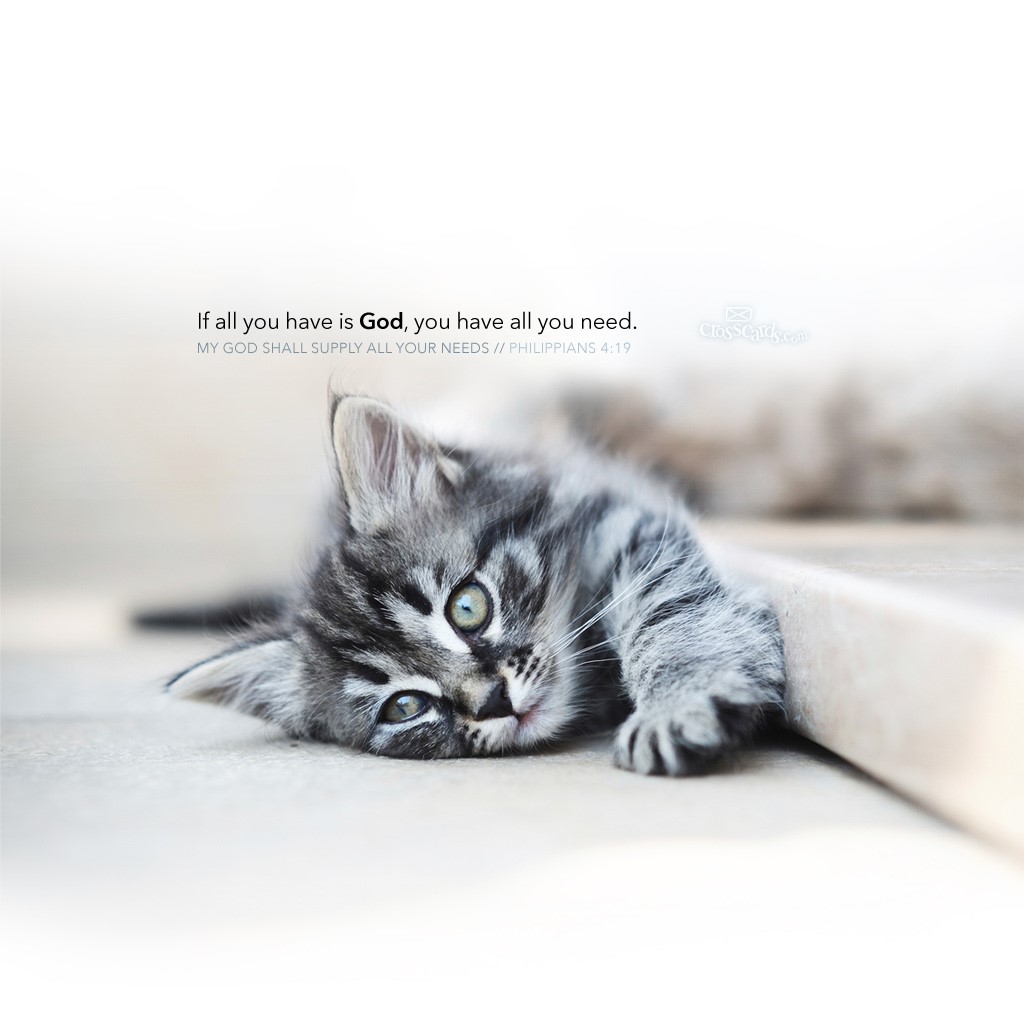 If all you have is God, you have all you need.
MY GOD SHALL SUPPLY ALL YOUR NEEDS // PHILIPPIANS 4:19
crosscards.com